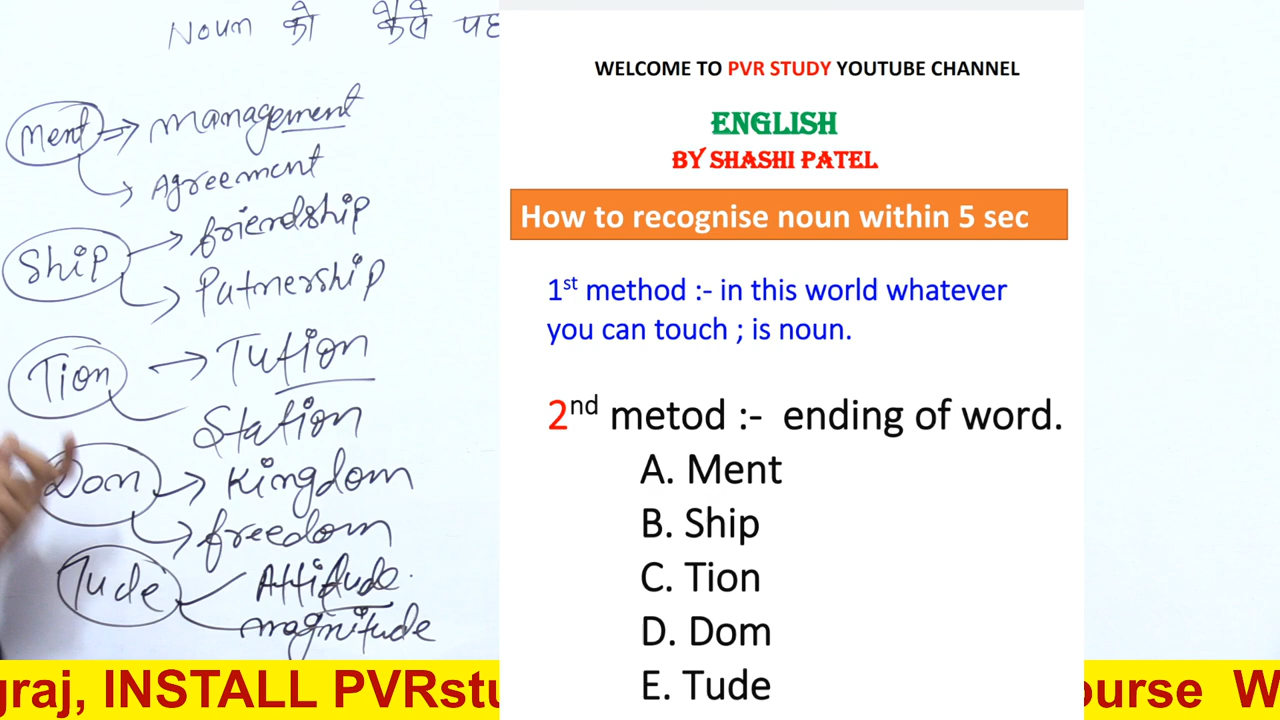 Noun को कैसे पह
Ment → management
Agreement
Ship → friendship
Patnership
Tion → Tution
Station
Dom → Kingdom
freedom
Tude Attitude
magnitude
WELCOME TO PVR STUDY YOUTUBE CHANNEL
ENGLISH
BY SHASHI PATEL
How to recognise noun within 5 sec
1st method :- in this world whatever
you can touch ; is noun.
2nd metod :- ending of word.
A. Ment
B. Ship
C. Tion
D. Dom
E. Tude
graj, INSTALL PVRstu
ourse W